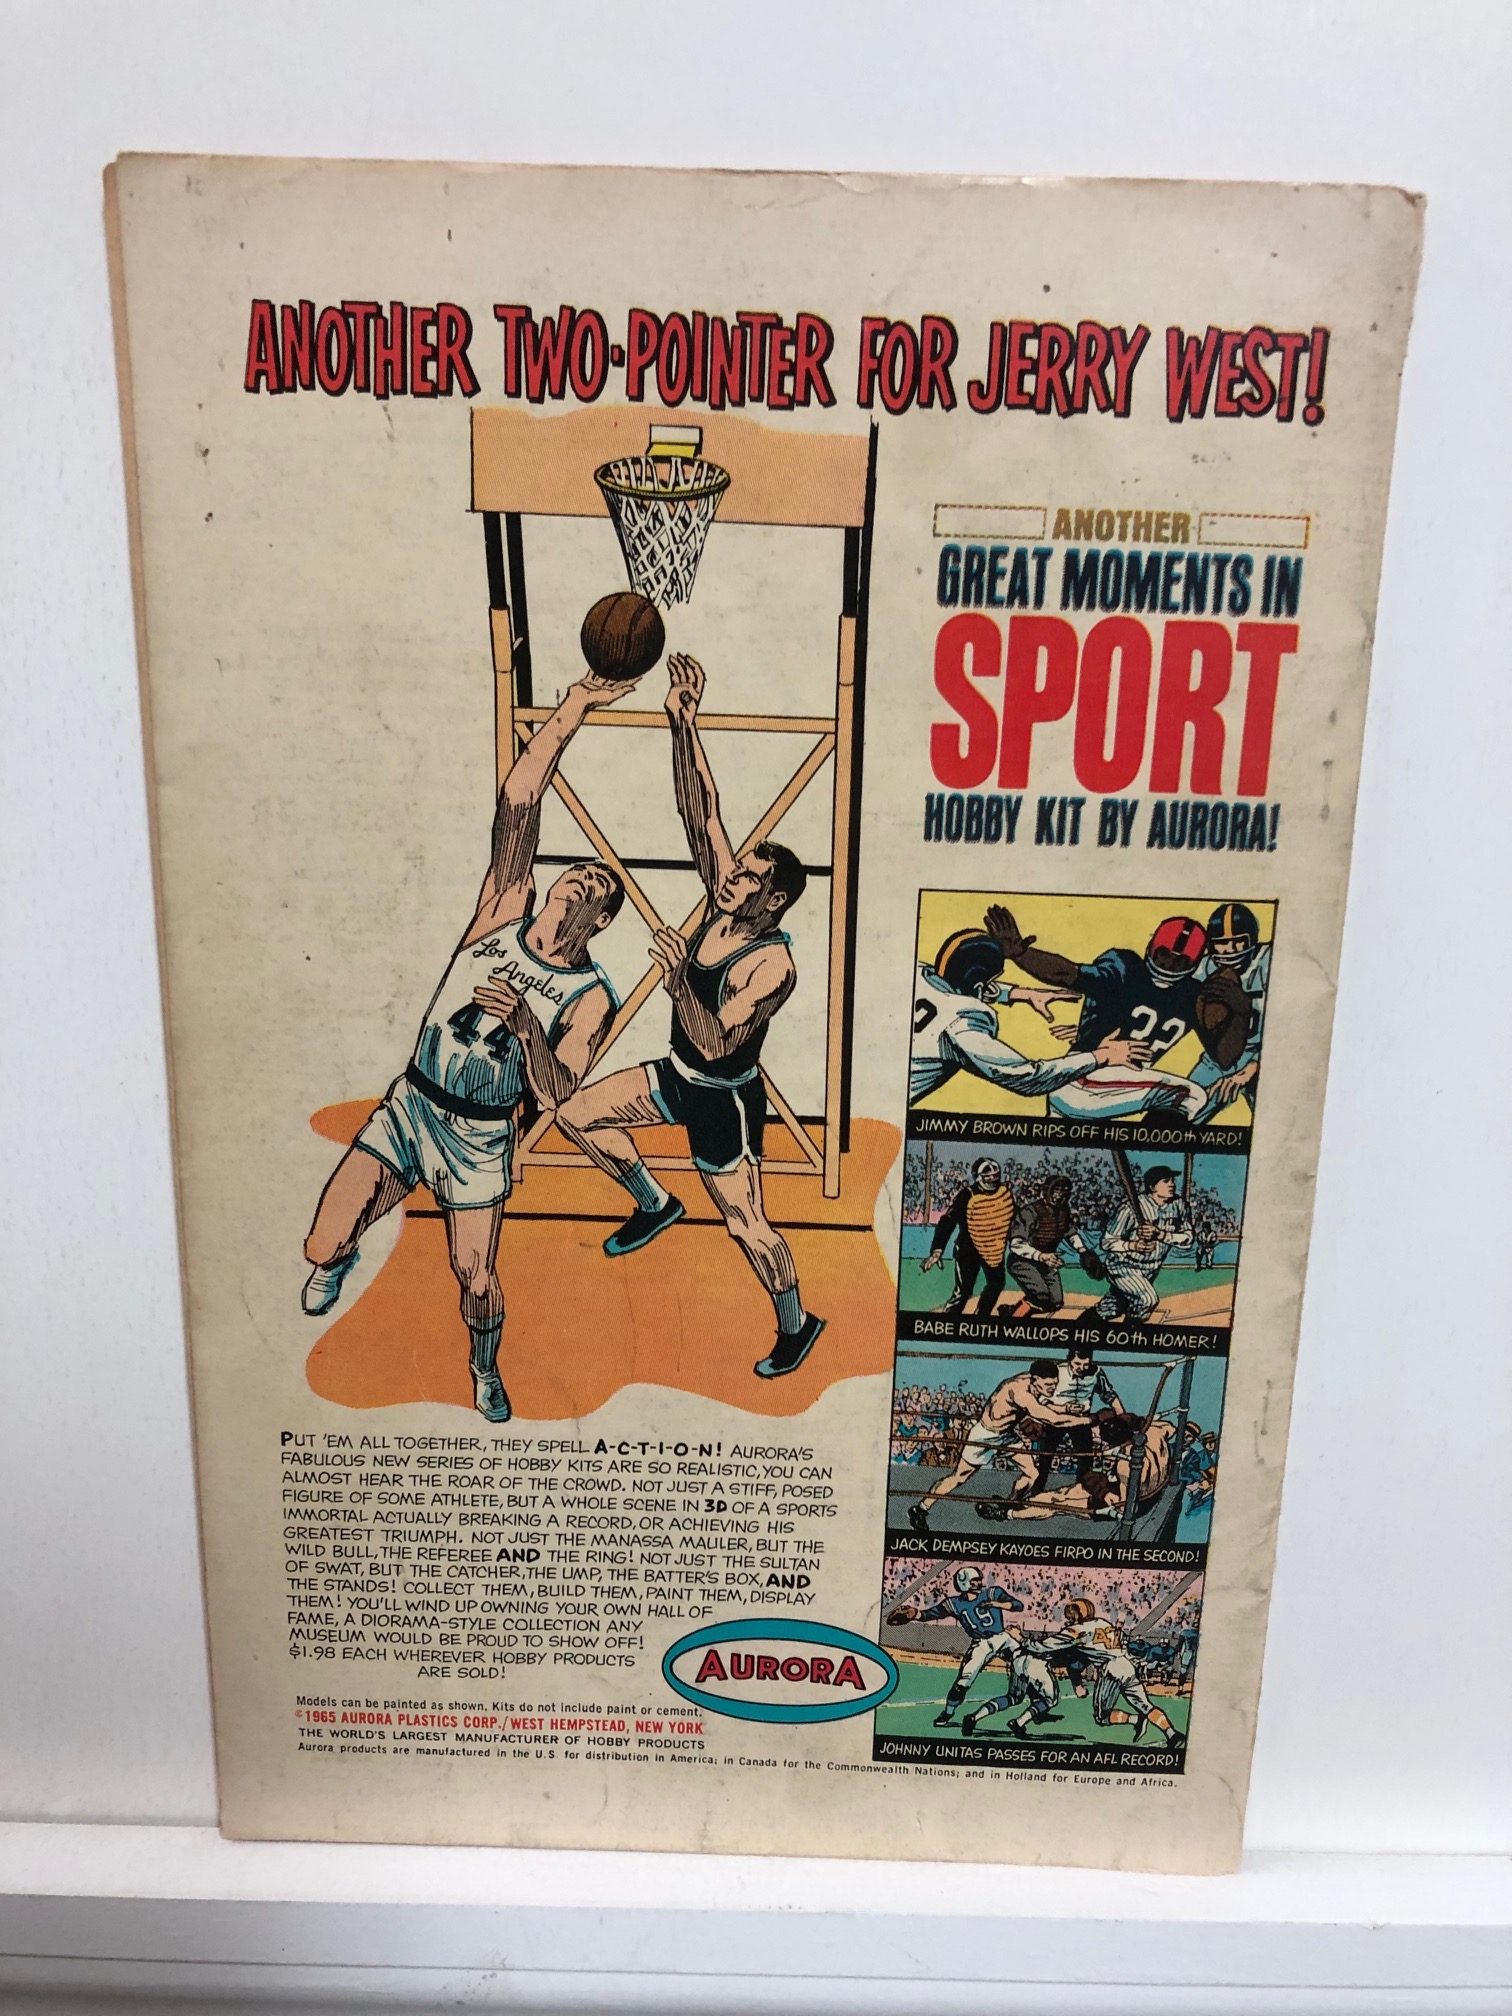 ANOTHER TWO-POINTER FOR JERRY WEST!
Los
Angeles
44
ANOTHER
GREAT MOMENTS IN
SPORT
HOBBY KIT BY AURORA!
32
JIMMY BROWN RIPS OFF HIS 10,000th YARD!
BABE RUTH WALLOPS HIS 60th HOMER!
JACK DEMPSEY KAYOES FIRPO IN THE SECOND!
19
JOHNNY UNITAS PASSES FOR AN AFL RECORD!
PUT 'EM ALL TOGETHER, THEY SPELL A-C-T-I-O-N! AURORA'S
FABULOUS NEW SERIES OF HOBBY KITS ARE SO REALISTIC, YOU CAN
ALMOST HEAR THE ROAR OF THE CROWD. NOT JUST A STIFF, POSED
FIGURE OF SOME ATHLETE, BUT A WHOLE SCENE IN 3D OF A SPORTS
IMMORTAL ACTUALLY BREAKING A RECORD, OR ACHIEVING HIS
GREATEST TRIUMPH. NOT JUST THE MANASSA MAULER, BUT THE
WILD BULL, THE REFEREE AND THE RING! NOT JUST THE SULTAN
OF SWAT, BUT THE CATCHER, THE UMP, THE BATTER'S BOX, AND
THE STANDS! COLLECT THEM, BUILD THEM, PAINT THEM, DISPLAY
THEM! YOU'LL WIND UP OWNING YOUR OWN HALL OF
FAME, A DIORAMA-STYLE COLLECTION ANY
MUSEUM WOULD BE PROUD TO SHOW OFF!
$1.98 EACH WHEREVER HOBBY PRODUCTS
ARE SOLD!
AURORA
Models can be painted as shown. Kits do not include paint or cement.
©1965 AURORA PLASTICS CORP./WEST HEMPSTEAD, NEW YORK
THE WORLD'S LARGEST MANUFACTURER OF HOBBY PRODUCTS
Aurora products are manufactured in the U.S. for distribution in America; in Canada for the Commonwealth Nations; and in Holland for Europe and Africa.